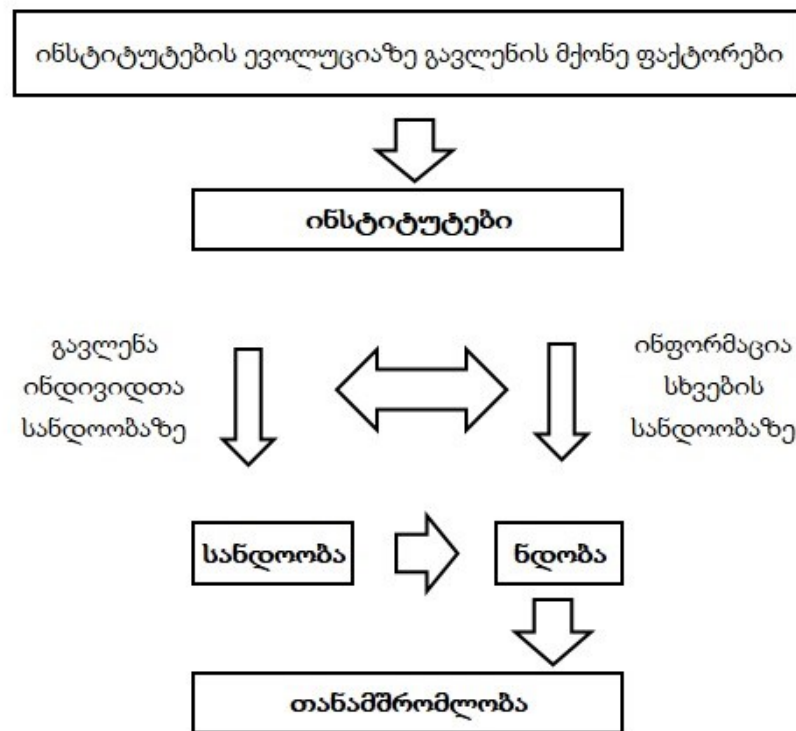 ინსტიტუტების ევოლუციაზე გავლენის მქონე ფაქტორები
ინსტიტუტები
გავლენა
ინდივიდთა
სანდოობაზე
ინფორმაცია
სხვების
სანდოობაზე
სანდოობა
ნდობა
თანამშრომლობა